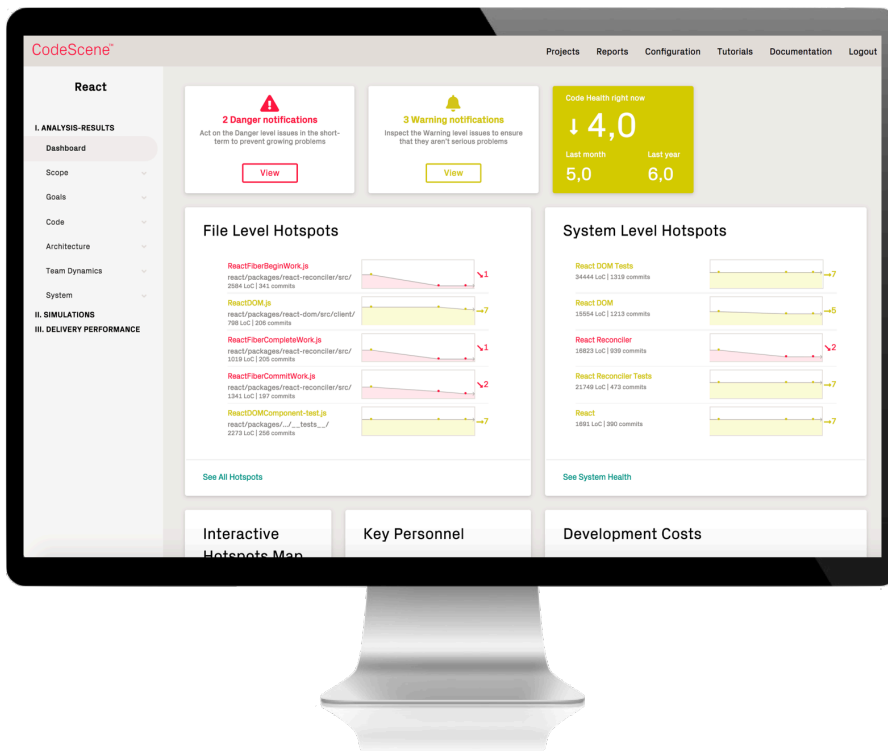 CodeScene™
Projects Reports Configuration Tutorials Documentation Logout
React
I. ANALYSIS-RESULTS
Dashboard
Scope
Goals
Code
Architecture
Team Dynamics
System
II. SIMULATIONS
III. DELIVERY PERFORMANCE
2 Danger notifications
Act on the Danger level issues in the short-
term to prevent growing problems
View
3 Warning notifications
Inspect the Warning level issues to ensure
that they aren't serious problems
View
Code Health right now
4,0
Last month Last year
5,0 6,0
File Level Hotspots
ReactFiberBeginWork.js
react/packages/react-reconciler/src/
2584 LoC | 341 commits
1
ReactDOM.js
react/packages/react-dom/src/client/
798 LoC | 206 commits
7
ReactFiberCompleteWork.js
react/packages/react-reconciler/src/
1019 LoC | 205 commits
1
ReactFiberCommitWork.js
react/packages/react-reconciler/src/
1341 LoC | 197 commits
2
ReactDOMComponent-test.js
react/packages/.../__tests__/
2273 LoC | 256 commits
7
See All Hotspots
System Level Hotspots
React DOM Tests
34444 LoC | 1319 commits
7
React DOM
15554 LoC | 1213 commits
5
React Reconciler
16823 LoC | 939 commits
2
React Reconciler Tests
21749 LoC | 473 commits
7
React
1691 LoC | 390 commits
7
See System Health
Interactive
Hotspots Map
Key Personnel
Development Costs